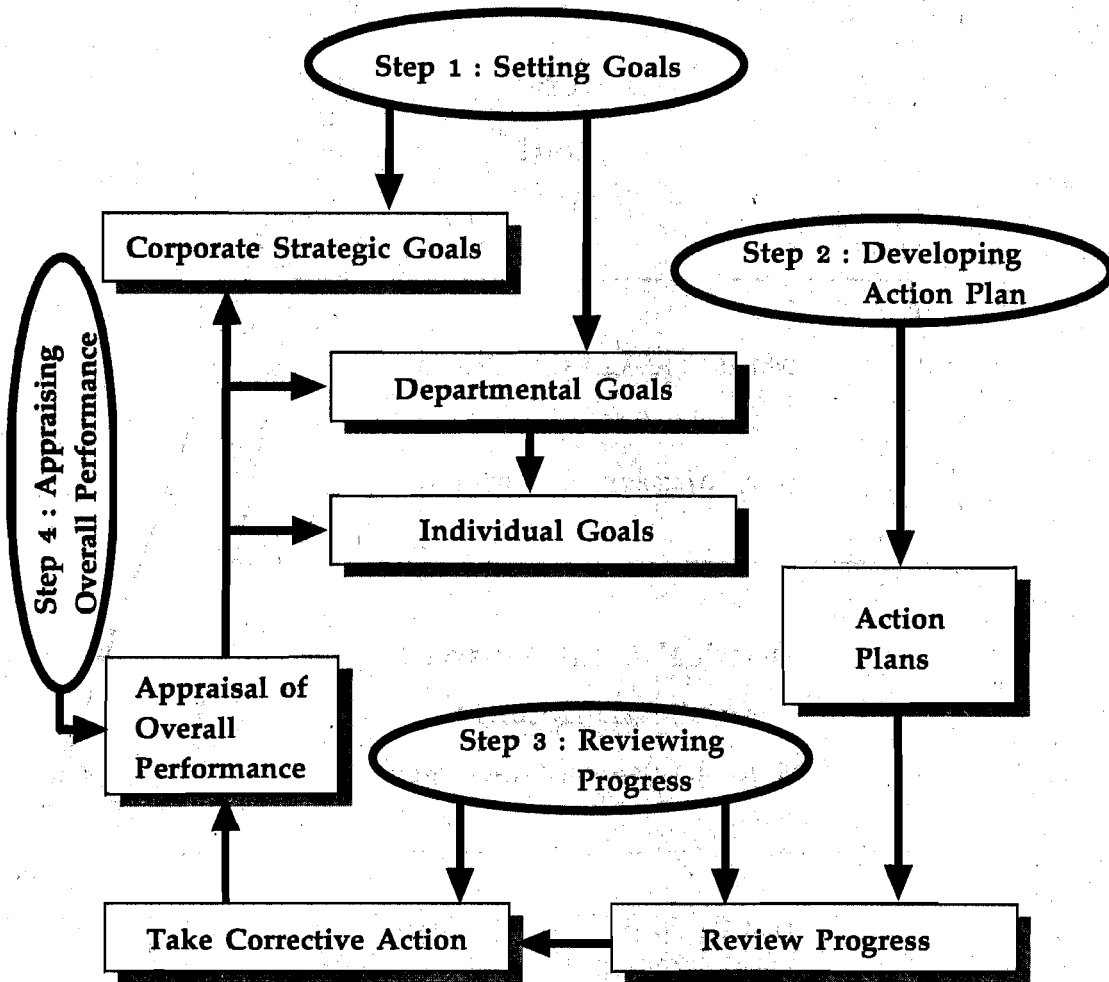 Step 1 : Setting Goals
Corporate Strategic Goals
Step 2 : Developing
Action Plan
Departmental Goals
Individual Goals
Step 4 : Appraising
Overall Performance
Action
Plans
Appraisal of
Overall
Performance
Step 3 : Reviewing
Progress
Take Corrective Action
Review Progress